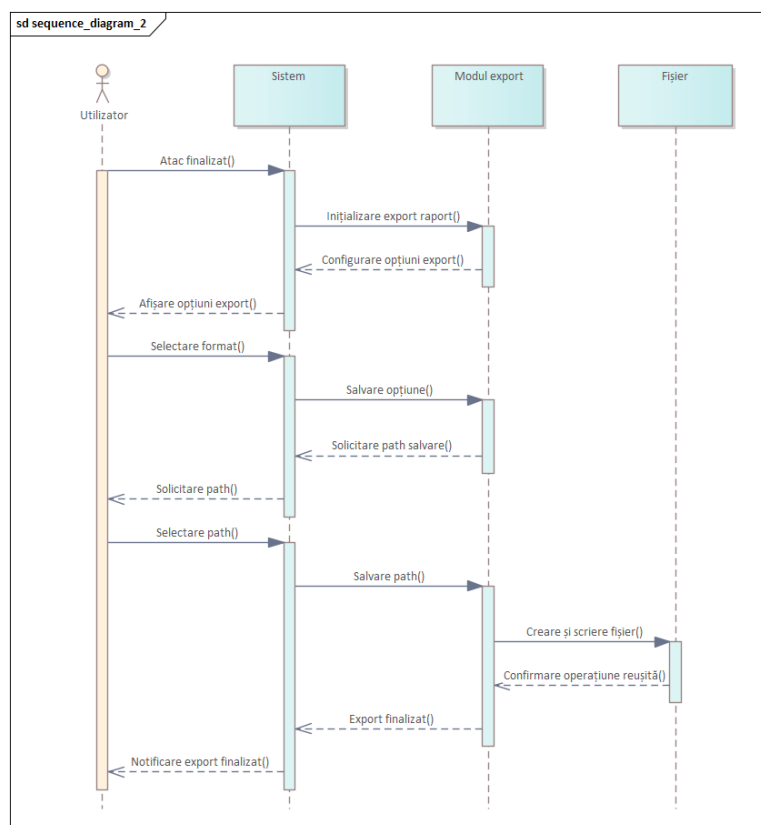 sd sequence_diagram_2
Utilizator
Sistem
Modul export
Fișier
Atac finalizat()
Inițializare export raport()
Configurare opțiuni export()
Afișare opțiuni export()
Selectare format()
Salvare opțiune()
Solicitare path salvare()
Solicitare path()
Selectare path()
Salvare path()
Creare și scriere fișier()
Confirmare operațiune reușită()
Export finalizat()
Notificare export finalizat()